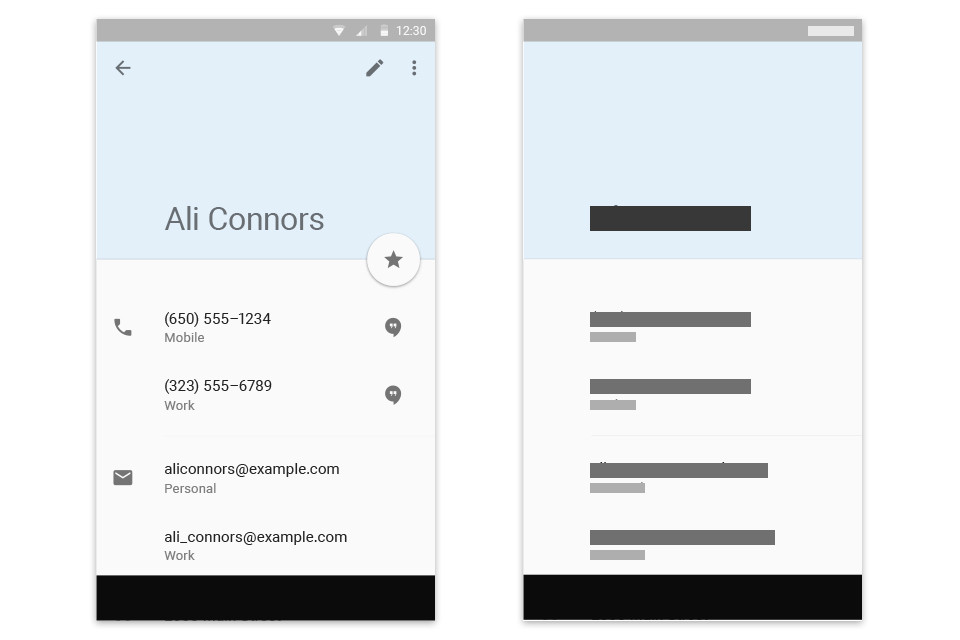 12:30
Ali Connors
(650) 555–1234
Mobile
(323) 555–6789
Work
aliconnors@example.com
Personal
ali_connors@example.com
Work